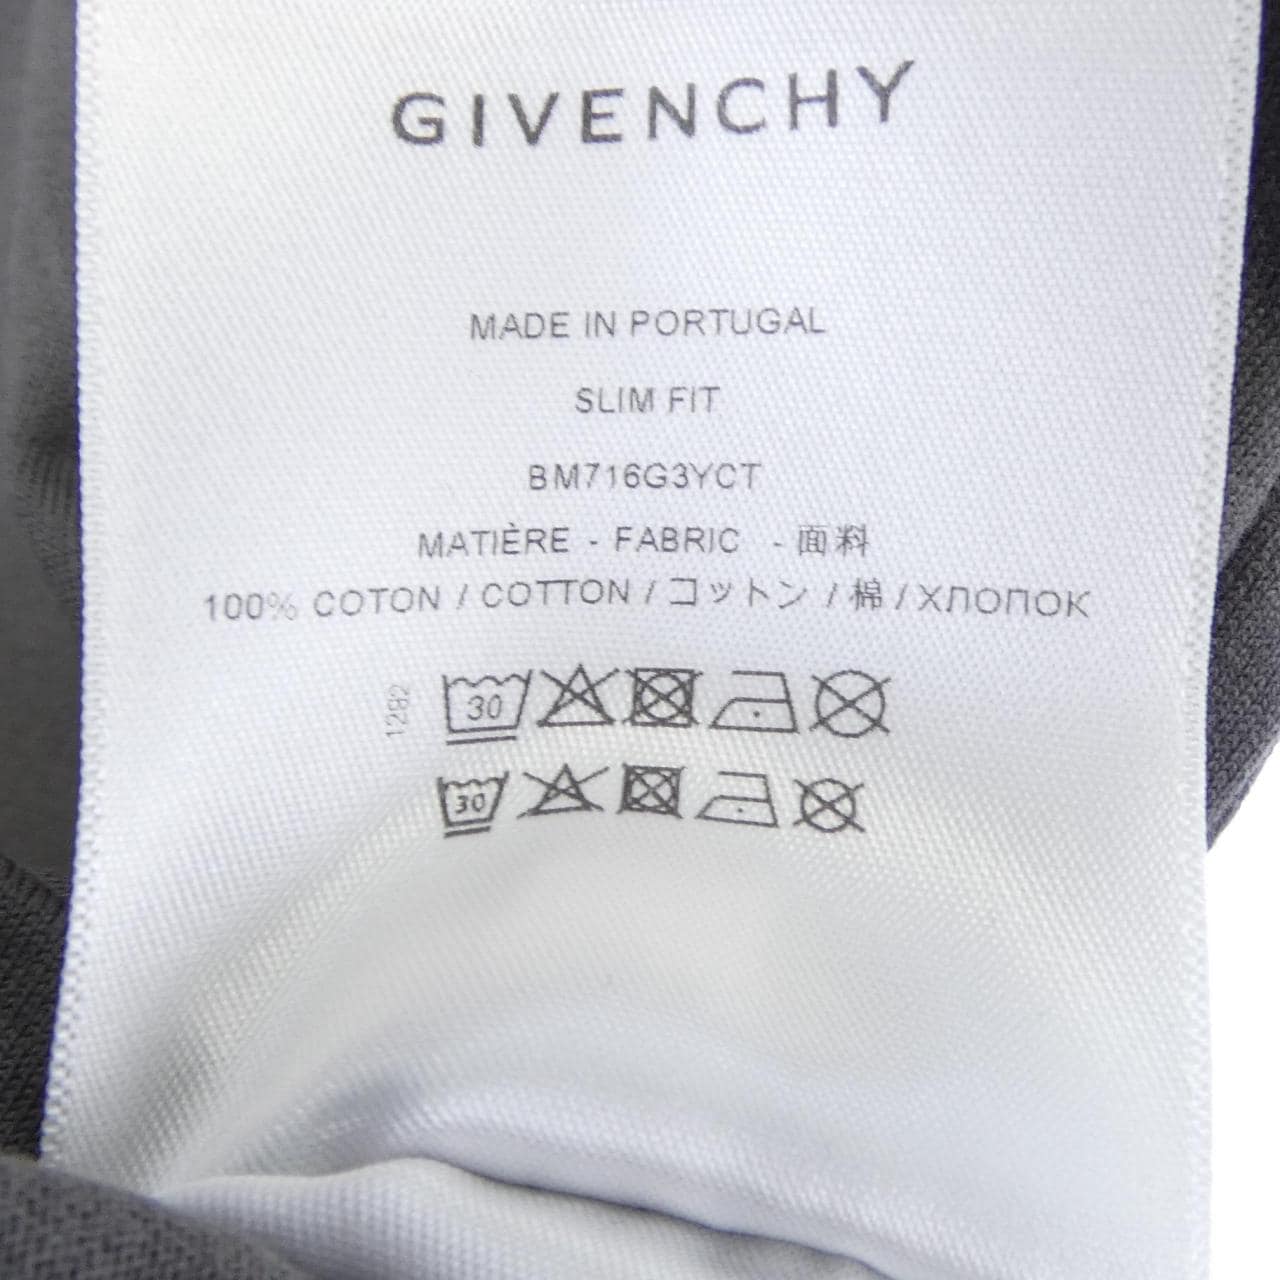 GIVENCHY
MADE IN PORTUGAL
SLIM FIT
BM716G3YCT
MATIÈRE - FABRIC - 面料
100% COTON / COTTON / コットン / 棉 / ХЛОПОК
1292
30
30